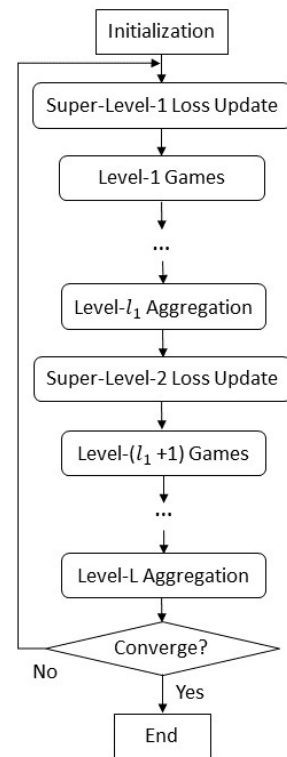 Initialization
Super-Level-1 Loss Update
Level-1 Games
...
Level-l₁ Aggregation
Super-Level-2 Loss Update
Level-(l₁ +1) Games
...
Level-L Aggregation
Converge?
No
Yes
End